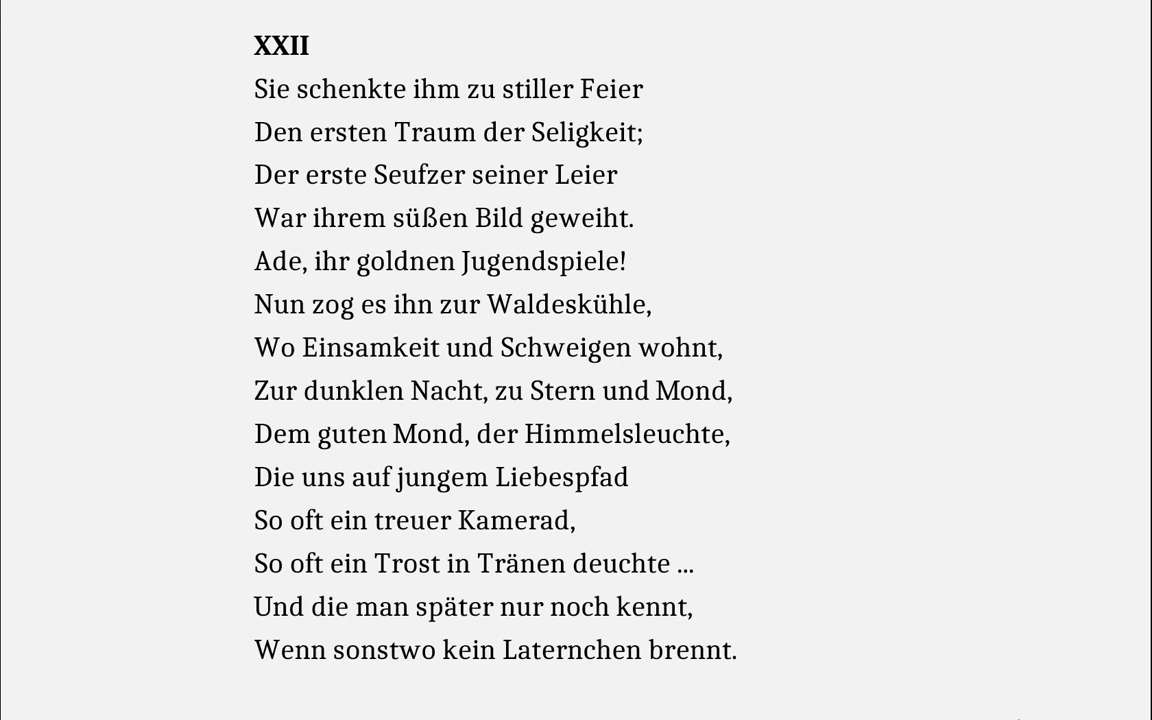 XXII
Sie schenkte ihm zu stiller Feier
Den ersten Traum der Seligkeit;
Der erste Seufzer seiner Leier
War ihrem süßen Bild geweiht.
Ade, ihr goldnen Jugendspiele!
Nun zog es ihn zur Waldeskühle,
Wo Einsamkeit und Schweigen wohnt,
Zur dunklen Nacht, zu Stern und Mond,
Dem guten Mond, der Himmelsleuchte,
Die uns auf jungem Liebespfad
So oft ein treuer Kamerad,
So oft ein Trost in Tränen deuchte ...
Und die man später nur noch kennt,
Wenn sonstwo kein Laternchen brennt.